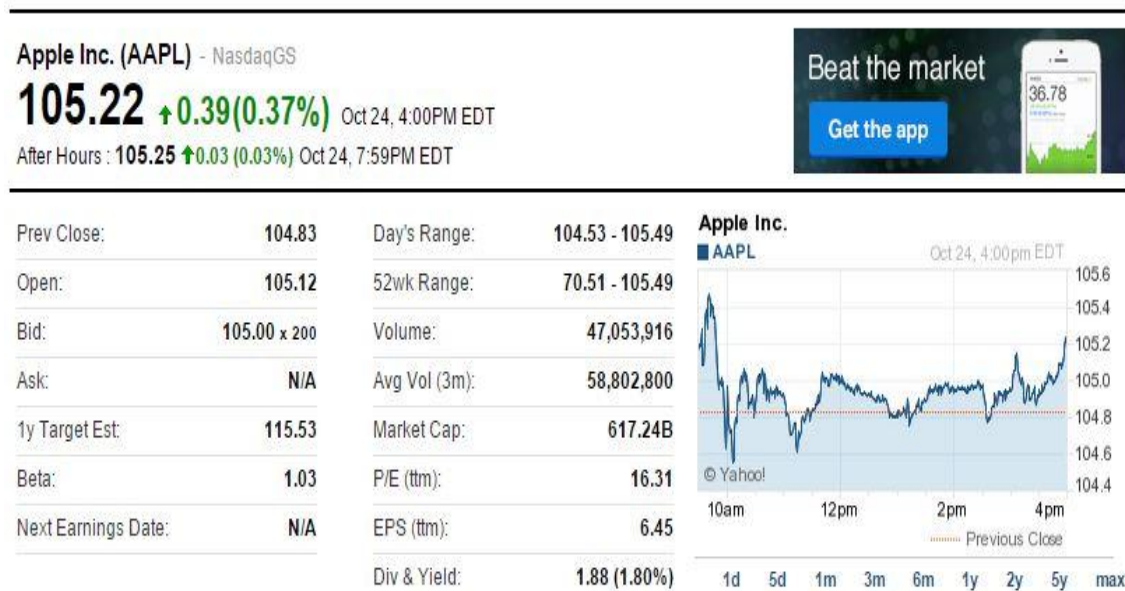 Apple Inc. (AAPL) - NasdaqGS
105.22 ↑0.39(0.37%) Oct 24, 4:00PM EDT
After Hours : 105.25 ↑0.03 (0.03%) Oct 24, 7:59PM EDT
Beat the market
Get the app
36.78
Prev Close: 104.83
Open: 105.12
Bid: 105.00 x 200
Ask: N/A
1y Target Est: 115.53
Beta: 1.03
Next Earnings Date: N/A
Day's Range: 104.53 - 105.49
52wk Range: 70.51 - 105.49
Volume: 47,053,916
Avg Vol (3m): 58,802,800
Market Cap: 617.24B
P/E (ttm): 16.31
EPS (ttm): 6.45
Div & Yield: 1.88 (1.80%)
Apple Inc.
AAPL Oct 24, 4:00pm EDT
105.6
105.4
105.2
105.0
104.8
104.6
104.4
© Yahoo!
10am 12pm 2pm 4pm
Previous Close
1d 5d 1m 3m 6m 1y 2y 5y max